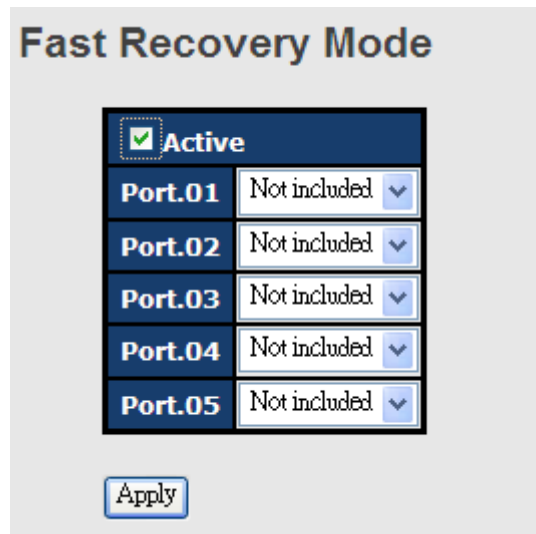 Fast Recovery Mode
Active
Port.01 Not included
Port.02 Not included
Port.03 Not included
Port.04 Not included
Port.05 Not included
Apply